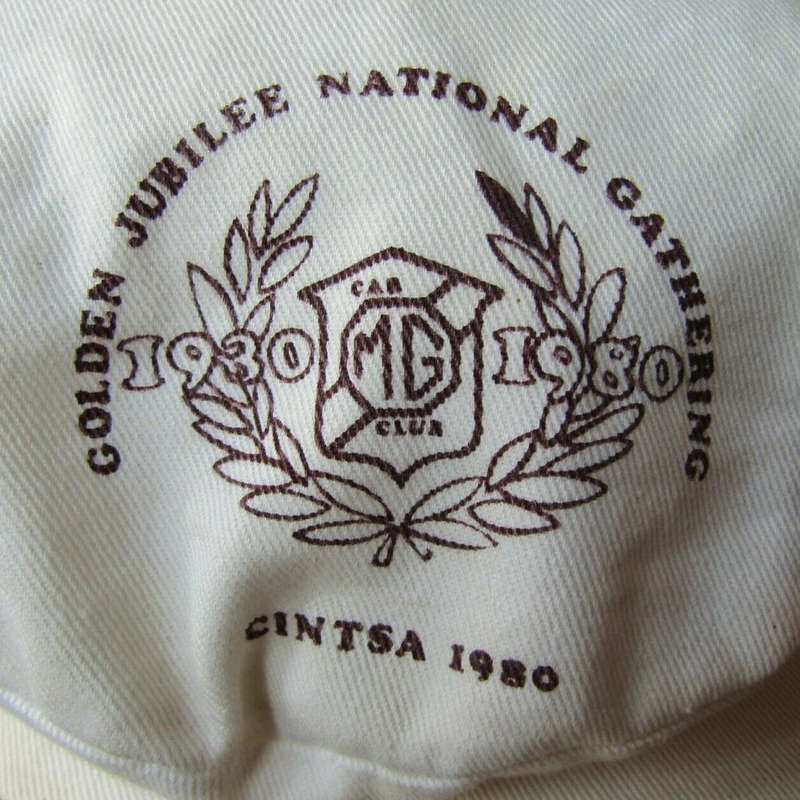 GOLDEN JUBILEE NATIONAL GATHERING
1930 1980
CAR
MG
CLUB
CINTSA 1980